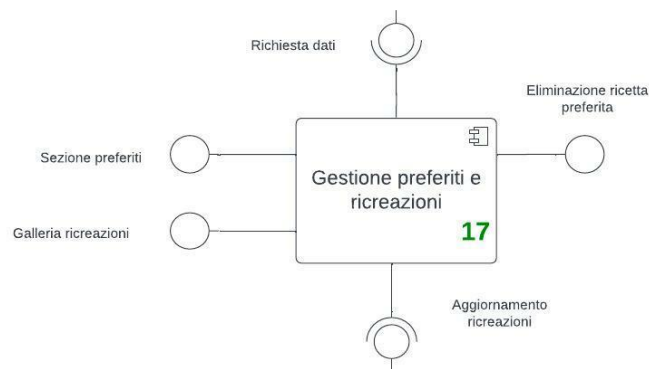 Richiesta dati
Eliminazione ricetta
preferita
Sezione preferiti
Gestione preferiti e
ricreazioni
Galleria ricreazioni
17
Aggiornamento
ricreazioni